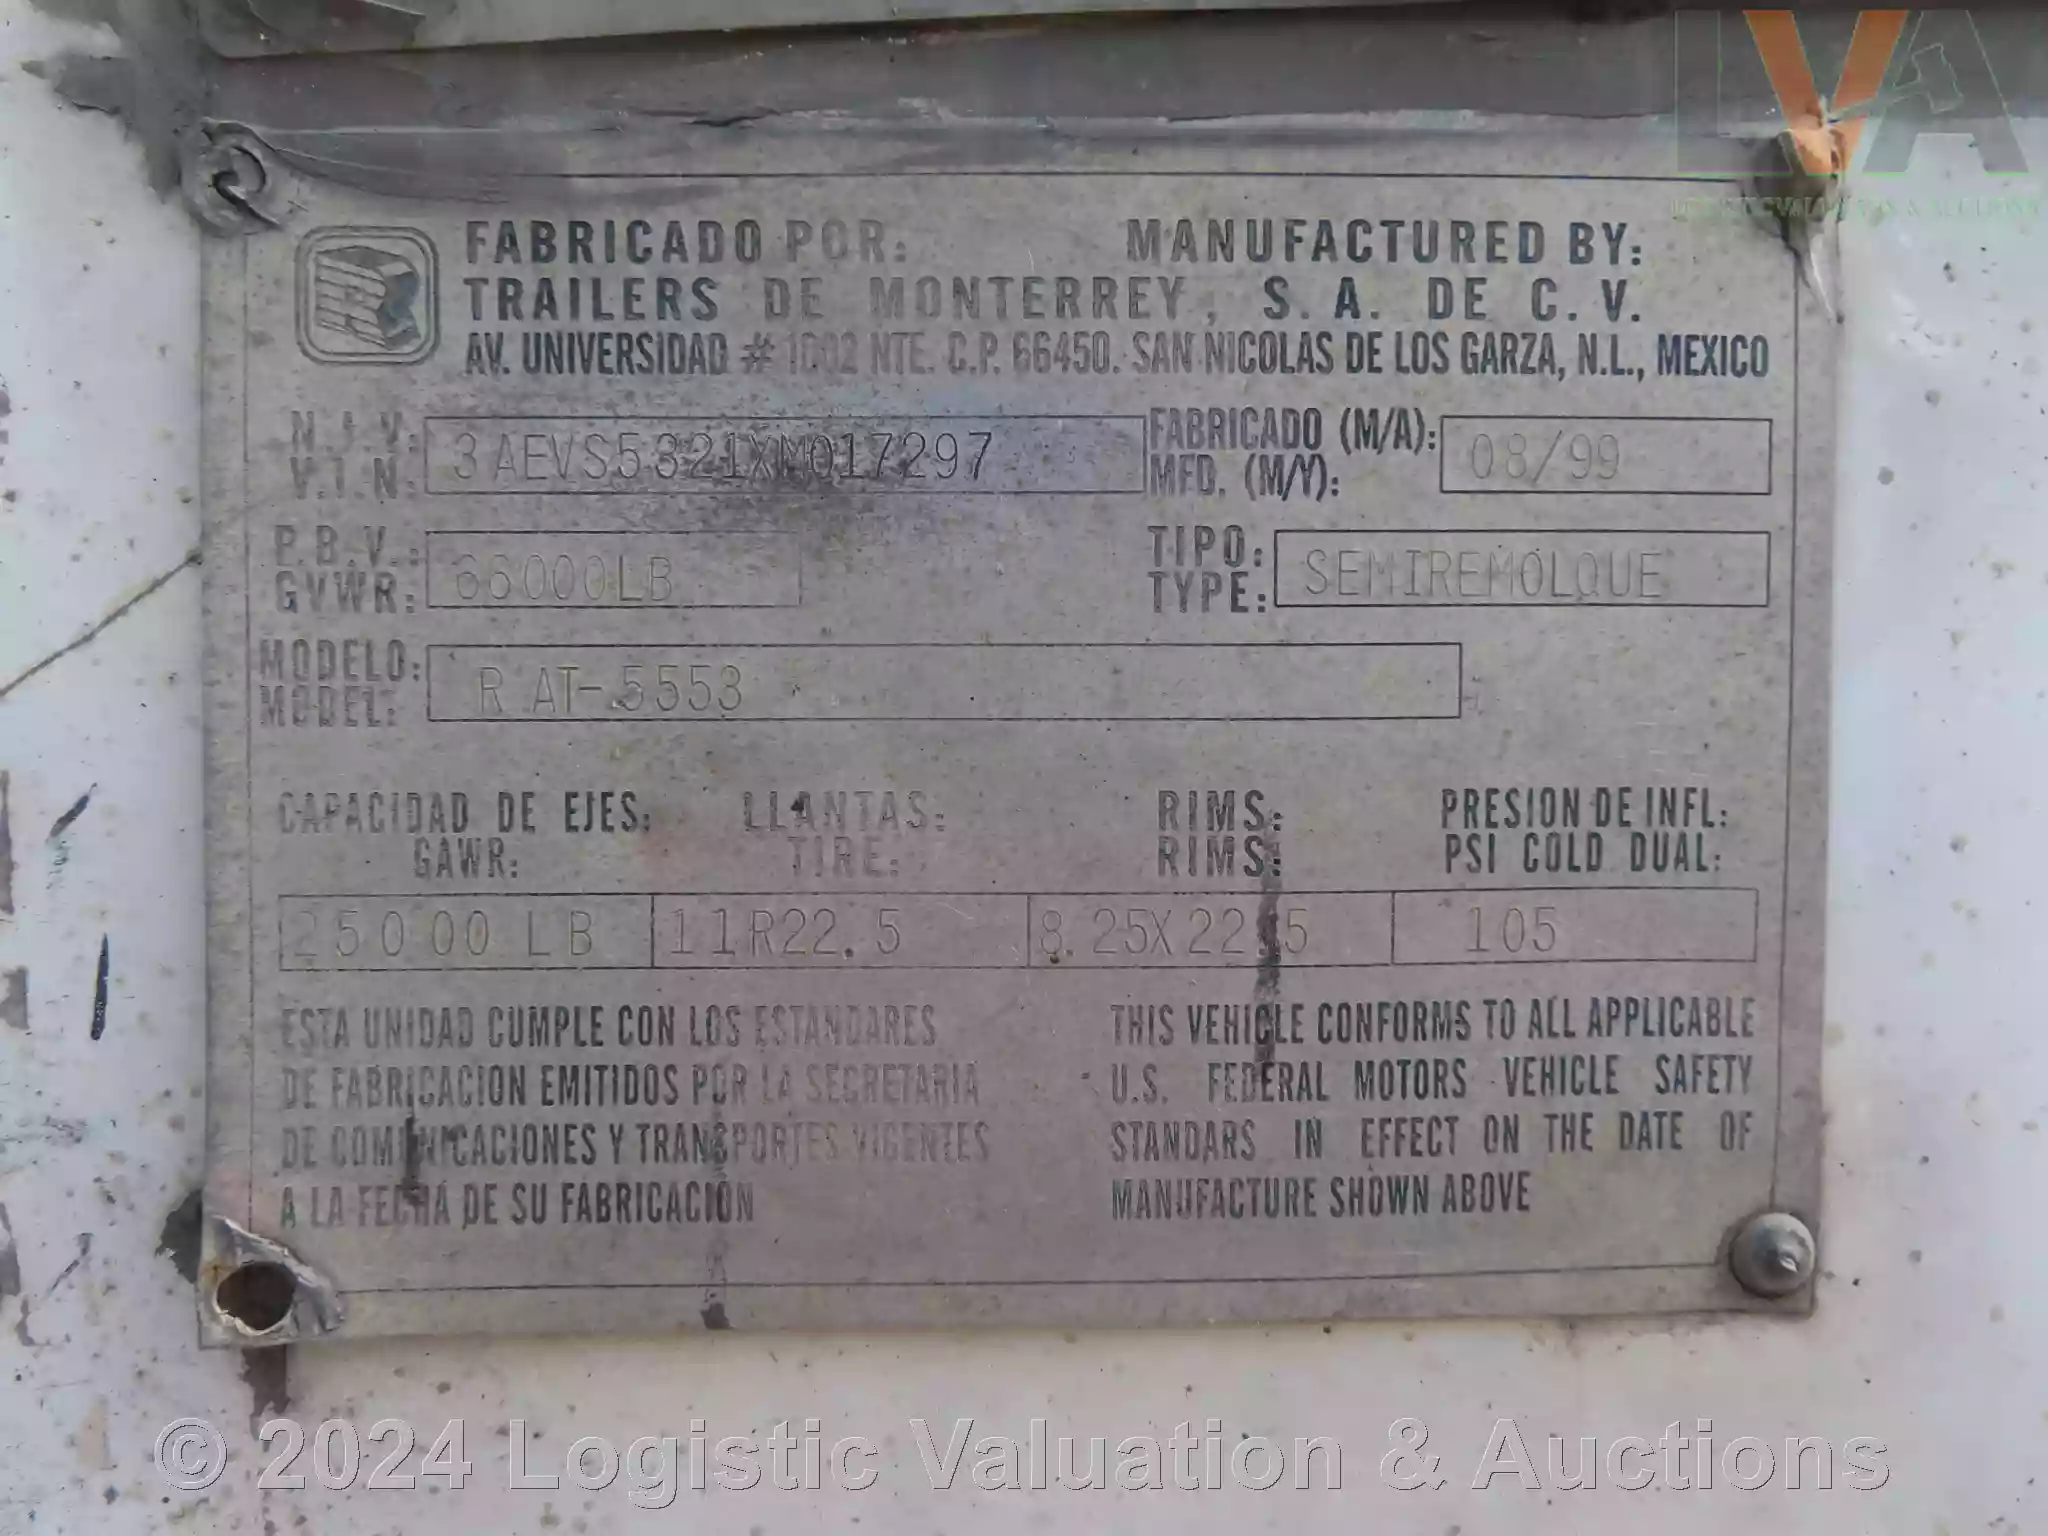 LVA
FABRICADO POR: MANUFACTURED BY:
TRAILERS DE MONTERREY, S. A. DE C. V.
AV. UNIVERSIDAD # 1002 NTE. C.P. 66450. SAN NICOLAS DE LOS GARZA, N.L., MEXICO
N.I.V. FABRICADO (M/A):
V.I.N. 3AEVS5321XM017297 MFD. (M/Y): 08/99
P.B.V.: TIPO:
GVWR: 66000LB TYPE: SEMIREMOLQUE
MODELO:
MODEL: R AT-5553
CAPACIDAD DE EJES: LLANTAS: RIMS: PRESION DE INFL:
GAWR: TIRE: RIMS: PSI COLD DUAL:
25000 LB 11R22.5 8.25X22.5 105
ESTA UNIDAD CUMPLE CON LOS ESTANDARES
DE FABRICACION EMITIDOS POR LA SECRETARIA
DE COMUNICACIONES Y TRANSPORTES VIGENTES
A LA FECHA DE SU FABRICACIÓN
THIS VEHICLE CONFORMS TO ALL APPLICABLE
U.S. FEDERAL MOTORS VEHICLE SAFETY
STANDARS IN EFFECT ON THE DATE OF
MANUFACTURE SHOWN ABOVE
© 2024 Logistic Valuation & Auctions